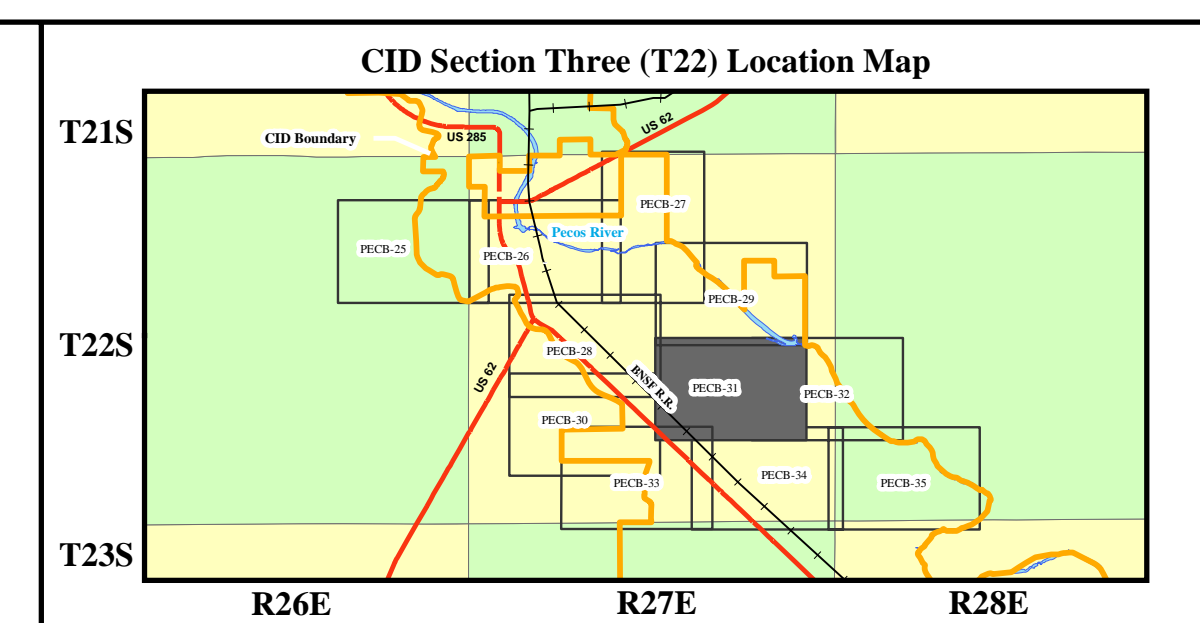 CID Section Three (T22) Location Map
T21S
CID Boundary
US 285
US 62
PECB-27
Pecos River
PECB-25
PECB-26
PECB-29
T22S
PECB-28
US 62
BNSF R.R.
PECB-31
PECB-32
PECB-30
PECB-33
PECB-34
PECB-35
T23S
R26E
R27E
R28E